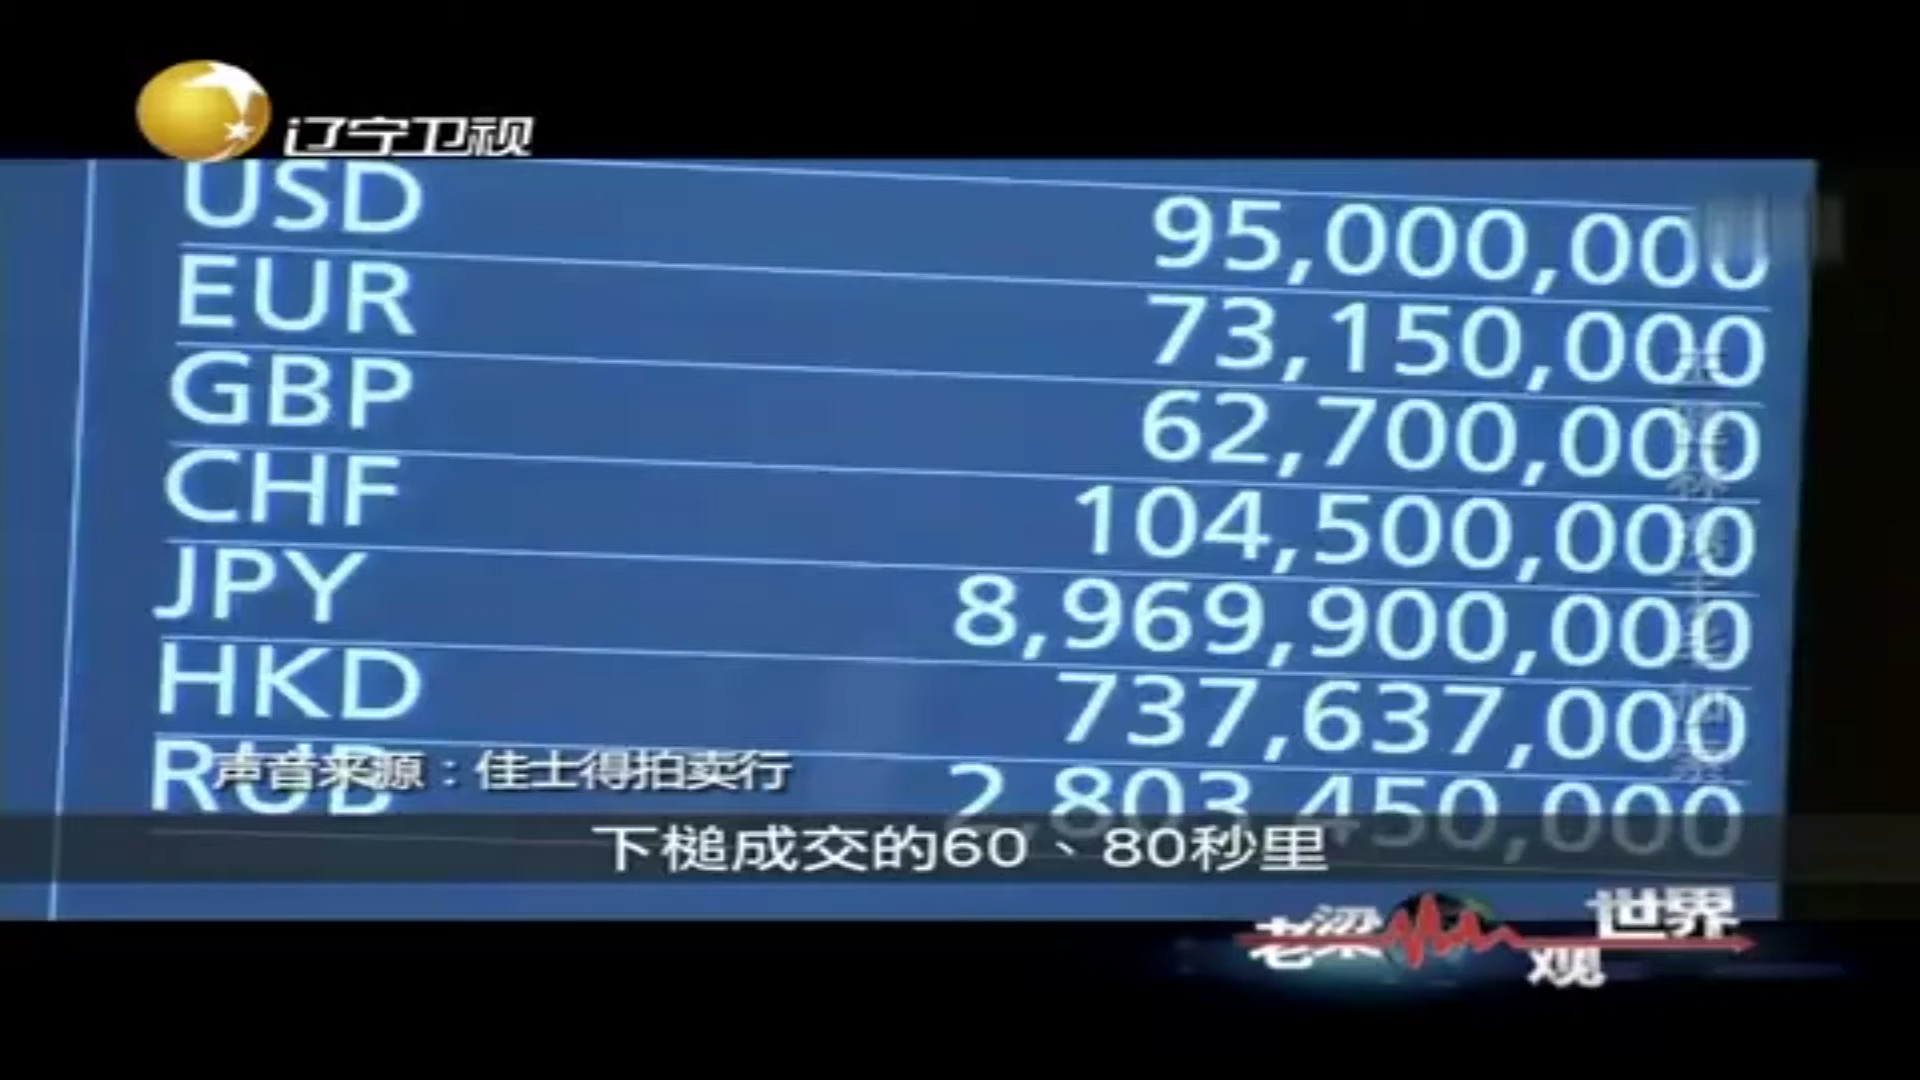 辽宁卫视
USD 95,000,000
EUR 73,150,000
GBP 62,700,000
CHF 104,500,000
JPY 8,969,900,000
HKD 737,637,000
RUB 2,803,450,000
声音来源：佳士得拍卖行
下槌成交的60、80秒里
老梁观世界